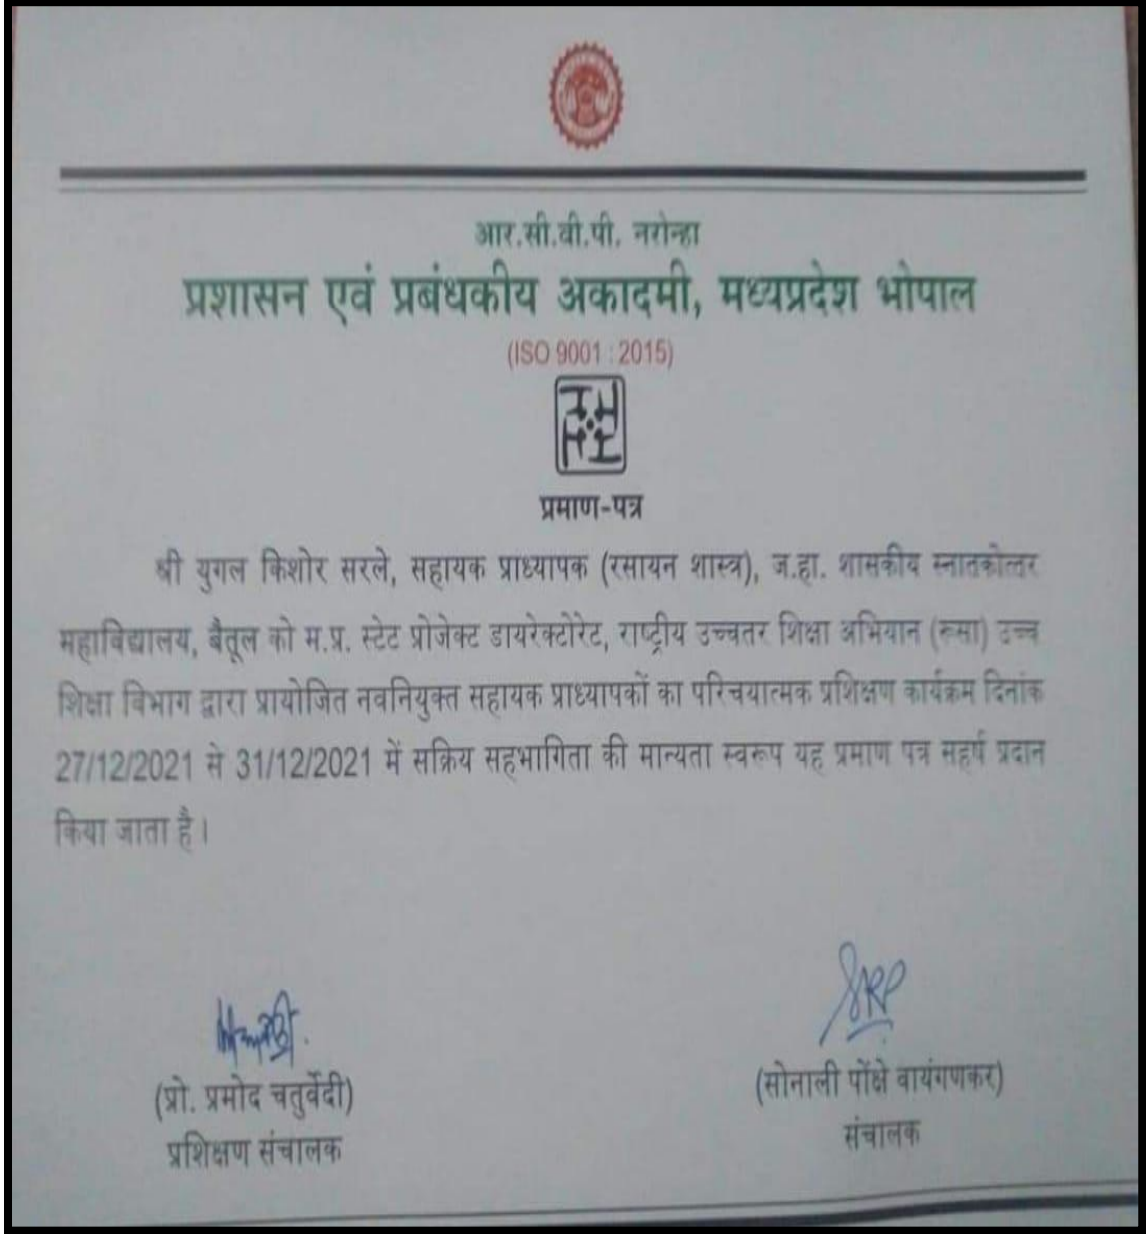 आर.सी.वी.पी. नरोन्हा
प्रशासन एवं प्रबंधकीय अकादमी, मध्यप्रदेश भोपाल
(ISO 9001 : 2015)
प्रमाण-पत्र
श्री युगल किशोर सरले, सहायक प्राध्यापक (रसायन शास्त्र), ज.हा. शासकीय स्नातकोत्तर
महाविद्यालय, बैतूल को म.प्र. स्टेट प्रोजेक्ट डायरेक्टोरेट, राष्ट्रीय उच्चतर शिक्षा अभियान (रूसा) उच्च
शिक्षा विभाग द्वारा प्रायोजित नवनियुक्त सहायक प्राध्यापकों का परिचयात्मक प्रशिक्षण कार्यक्रम दिनांक
27/12/2021 से 31/12/2021 में सक्रिय सहभागिता की मान्यता स्वरूप यह प्रमाण पत्र सहर्ष प्रदान
किया जाता है।
(प्रो. प्रमोद चतुर्वेदी)
प्रशिक्षण संचालक
(सोनाली पोंक्षे वायंगणकर)
संचालक